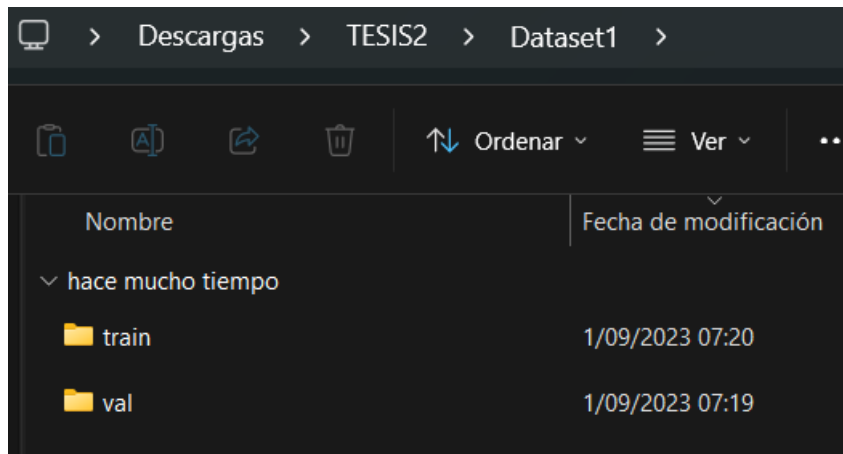 > Descargas > TESIS2 > Dataset1 >
Ordenar Ver
Nombre Fecha de modificación
hace mucho tiempo
train 1/09/2023 07:20
val 1/09/2023 07:19